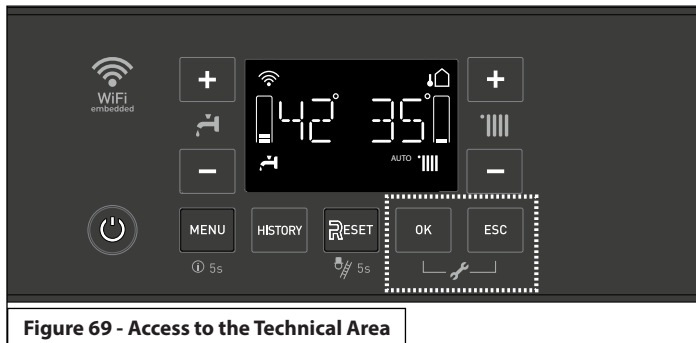 WiFi
embedded
+
−
42°
35°
AUTO
+
−
MENU
HISTORY
RESET
OK
ESC
5s
5s
Figure 69 - Access to the Technical Area